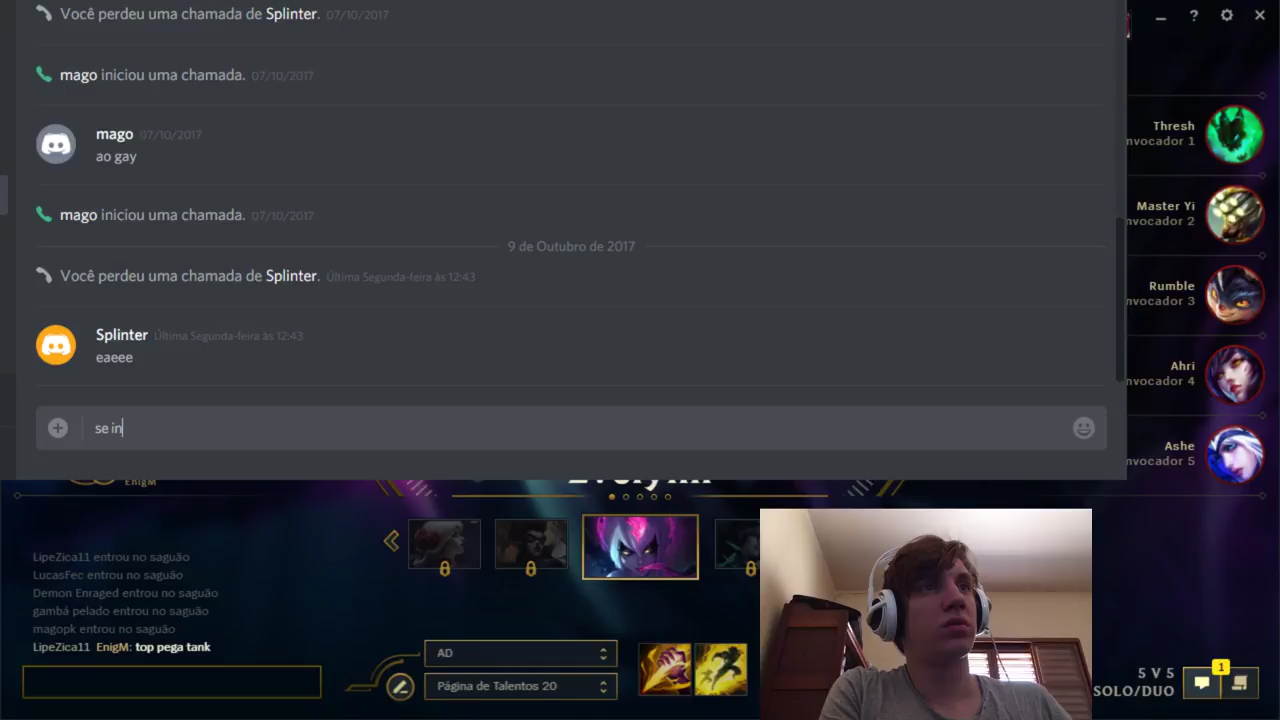 Você perdeu uma chamada de Splinter. 07/10/2017
mago iniciou uma chamada. 07/10/2017
mago 07/10/2017
ao gay
mago iniciou uma chamada. 07/10/2017
9 de Outubro de 2017
Você perdeu uma chamada de Splinter. Última Segunda-feira às 12:43
Splinter Última Segunda-feira às 12:43
eaeee
se in
?
Thresh
nvocador 1
Master Yi
nvocador 2
Rumble
nvocador 3
Ahri
nvocador 4
Ashe
nvocador 5
EnigM
LipeZica11 entrou no saguão
LucasFec entrou no saguão
Demon Enraged entrou no saguão
gambá pelado entrou no saguão
magopk entrou no saguão
LipeZica11 EnigM: top pega tank
AD
Página de Talentos 20
5 V 5
SOLO/DUO
1